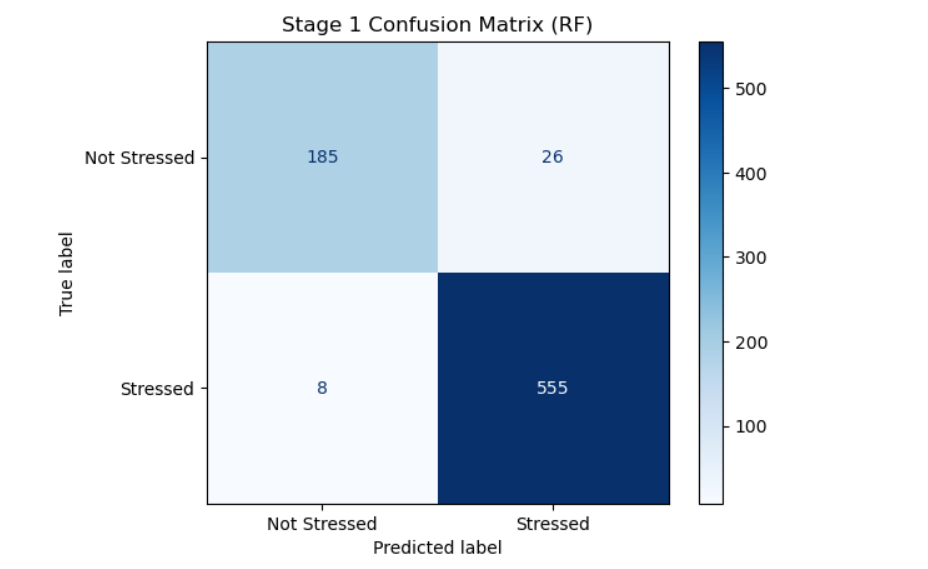 Stage 1 Confusion Matrix (RF)
Not Stressed
185
26
Stressed
8
555
True label
Not Stressed
Stressed
Predicted label
500
400
300
200
100